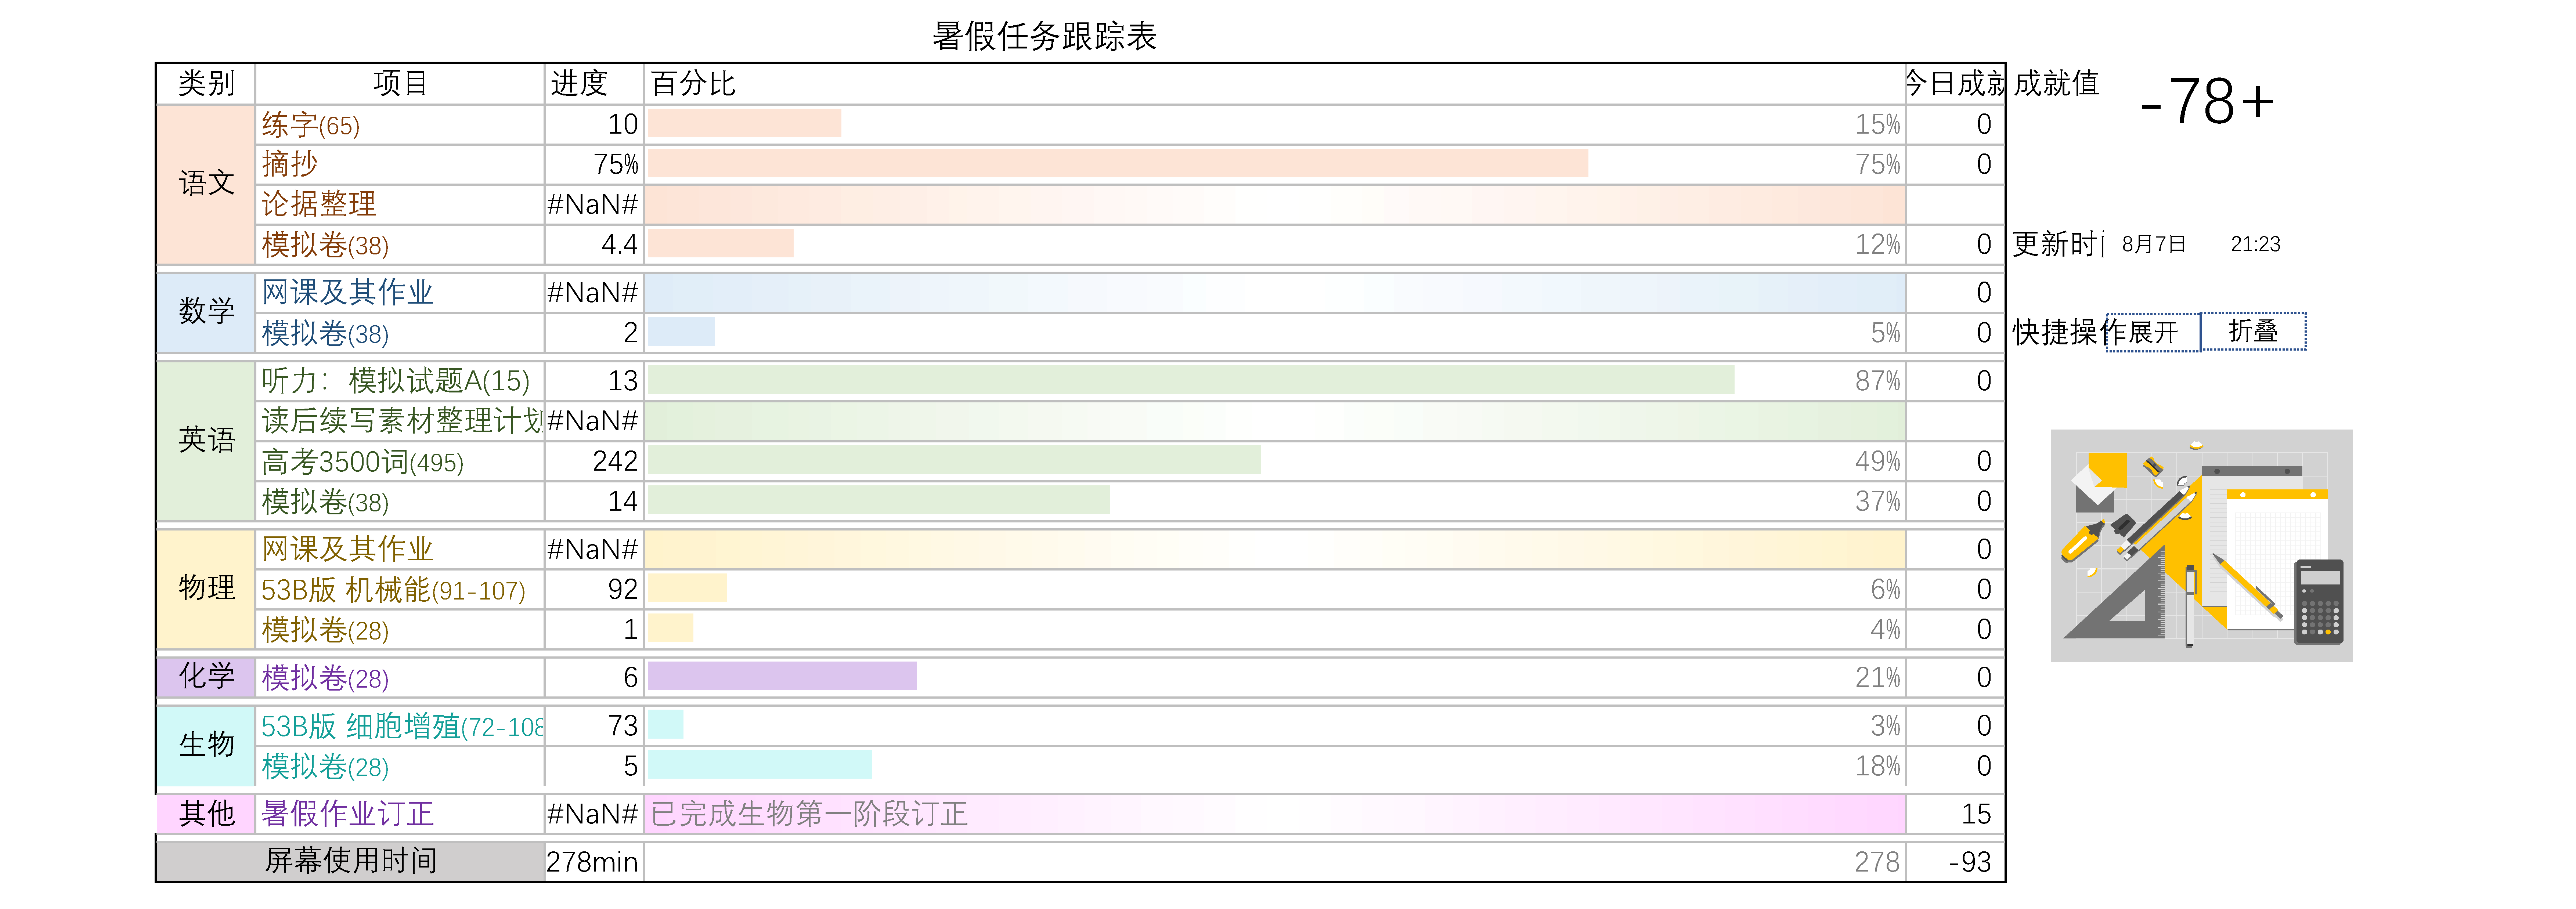 暑假任务跟踪表
类别 项目 进度 百分比 今日成就 成就值 -78+
语文 练字(65) 10 15% 0
摘抄 75% 75% 0
论据整理 #NaN#
模拟卷(38) 4.4 12% 0 更新时 8月7日 21:23
数学 网课及其作业 #NaN# 0
模拟卷(38) 2 5% 0 快捷操作 展开 折叠
英语 听力：模拟试题A(15) 13 87% 0
读后续写素材整理计划 #NaN#
高考3500词(495) 242 49% 0
模拟卷(38) 14 37% 0
物理 网课及其作业 #NaN# 0
53B版 机械能(91-107) 92 6% 0
模拟卷(28) 1 4% 0
化学 模拟卷(28) 6 21% 0
生物 53B版 细胞增殖(72-108 73 3% 0
模拟卷(28) 5 18% 0
其他 暑假作业订正 #NaN# 已完成生物第一阶段订正 15
屏幕使用时间 278min 278 -93